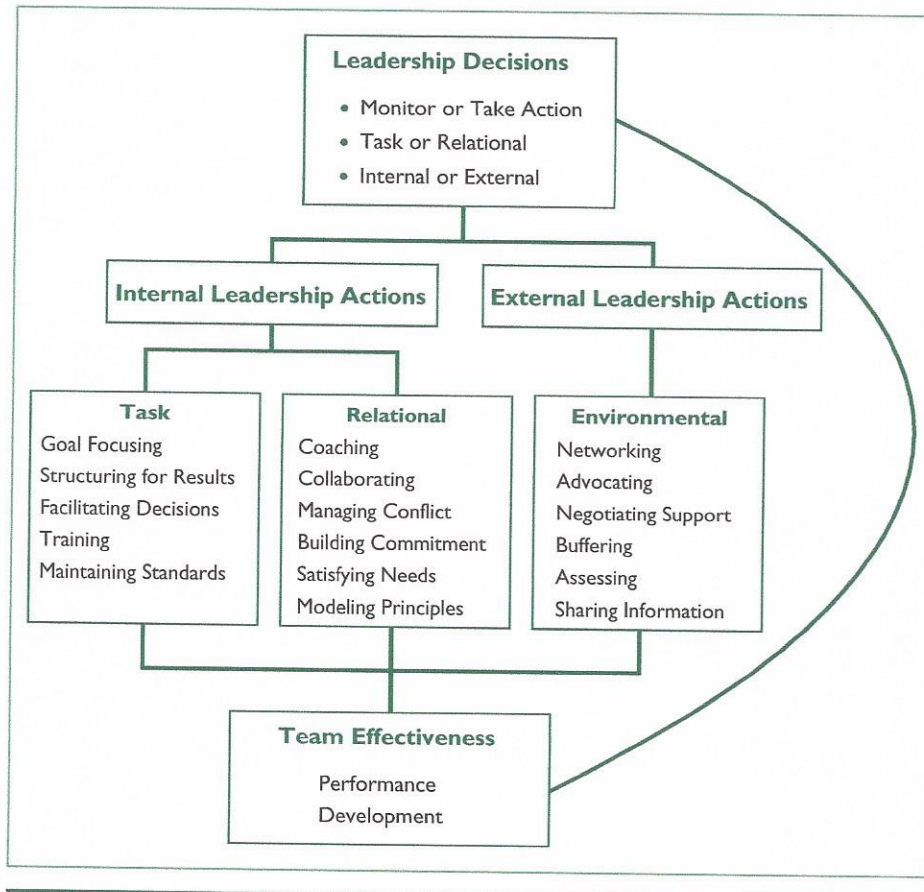 Leadership Decisions
• Monitor or Take Action
• Task or Relational
• Internal or External
Internal Leadership Actions
External Leadership Actions
Task
Goal Focusing
Structuring for Results
Facilitating Decisions
Training
Maintaining Standards
Relational
Coaching
Collaborating
Managing Conflict
Building Commitment
Satisfying Needs
Modeling Principles
Environmental
Networking
Advocating
Negotiating Support
Buffering
Assessing
Sharing Information
Team Effectiveness
Performance
Development